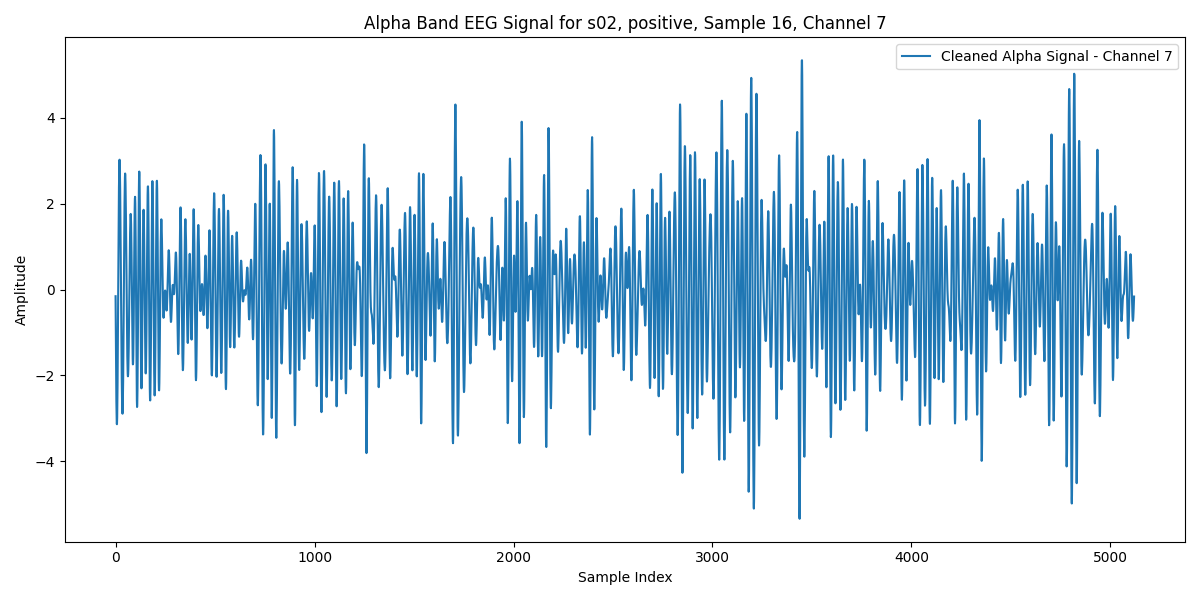 Alpha Band EEG Signal for s02, positive, Sample 16, Channel 7
Cleaned Alpha Signal - Channel 7
Amplitude
4
2
0
−2
−4
0 1000 2000 3000 4000 5000
Sample Index